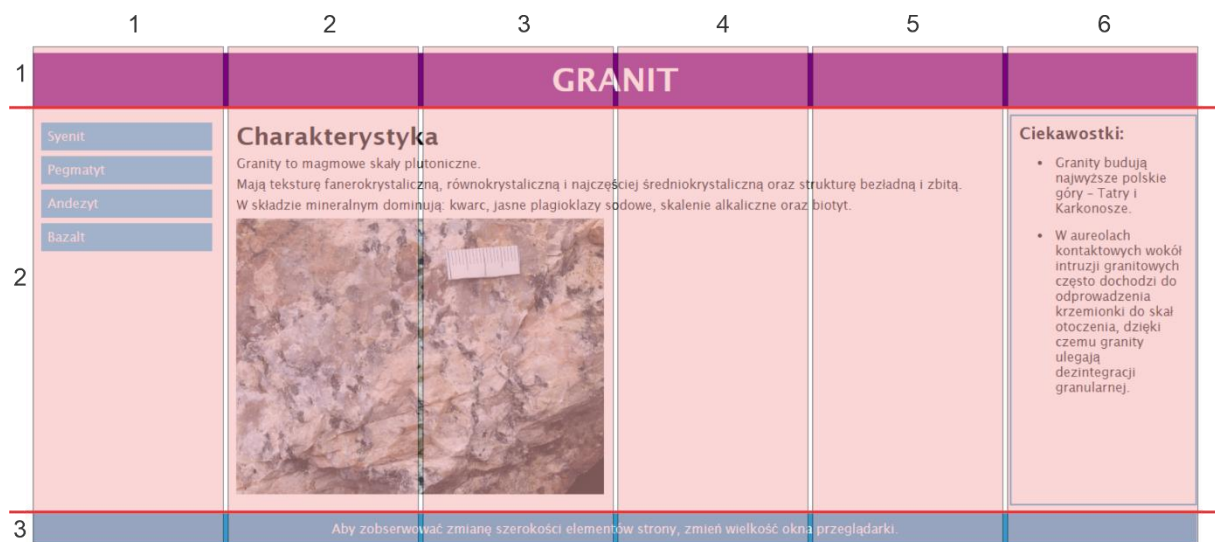 1 2 3 4 5 6
1
GRANIT
Syenit
Pegmatyt
Andezyt
Bazalt
2
Charakterystyka
Granity to magmowe skały plutoniczne.
Mają teksturę fanerokrystaliczną, równokrystaliczną i najczęściej średniokrystaliczną oraz strukturę bezładną i zbitą.
W składzie mineralnym dominują: kwarc, jasne plagioklazy sodowe, skalenie alkaliczne oraz biotyt.
Ciekawostki:
• Granity budują
najwyższe polskie
góry – Tatry i
Karkonosze.
• W aureolach
kontaktowych wokół
intruzji granitowych
często dochodzi do
odprowadzenia
krzemionki do skał
otoczenia, dzięki
czemu granity
ulegają
dezintegracji
granularnej.
3
Aby zobserwować zmianę szerokości elementów strony, zmień wielkość okna przeglądarki.